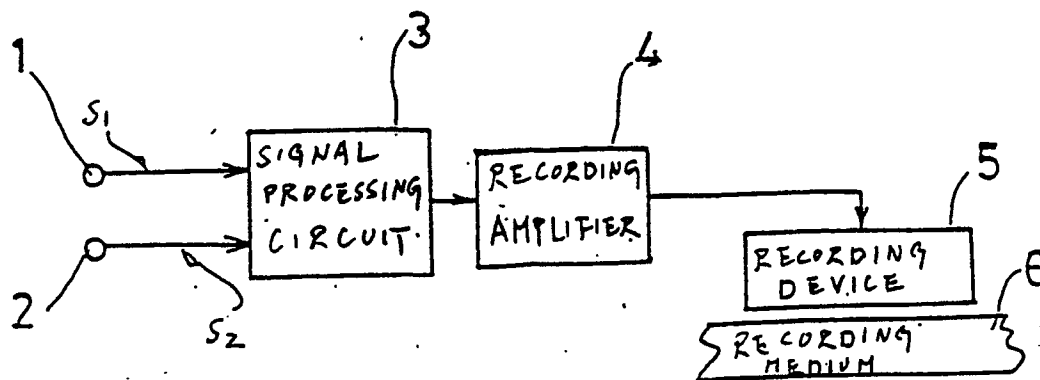 1
S1
2
S2
3
SIGNAL
PROCESSING
CIRCUIT.
4
RECORDING
AMPLIFIER
5
RECORDING
DEVICE
6
RECORDING
MEDIUM